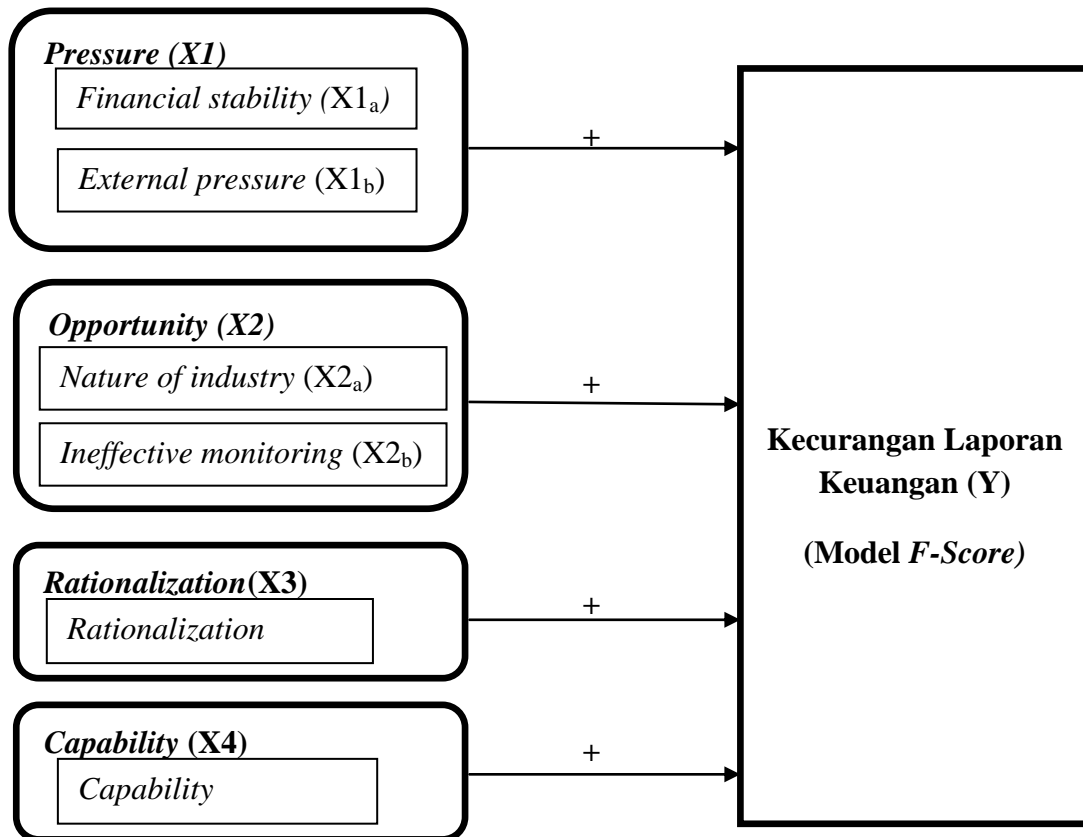 Pressure (X1)
Financial stability (X1a)
+
External pressure (X1b)
Opportunity (X2)
Nature of industry (X2a)
+
Ineffective monitoring (X2b)
Kecurangan Laporan
Keuangan (Y)
(Model F-Score)
Rationalization(X3)
+
Rationalization
Capability (X4)
+
Capability